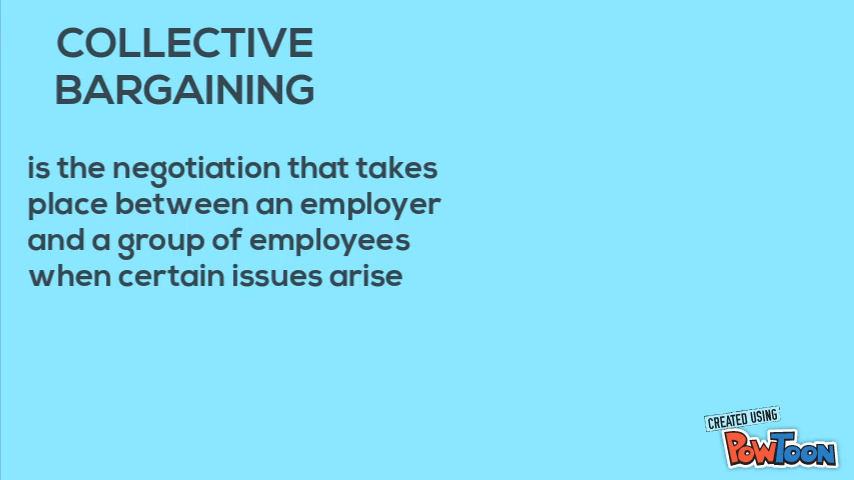 COLLECTIVE
BARGAINING
is the negotiation that takes
place between an employer
and a group of employees
when certain issues arise
CREATED USING
POWTOON